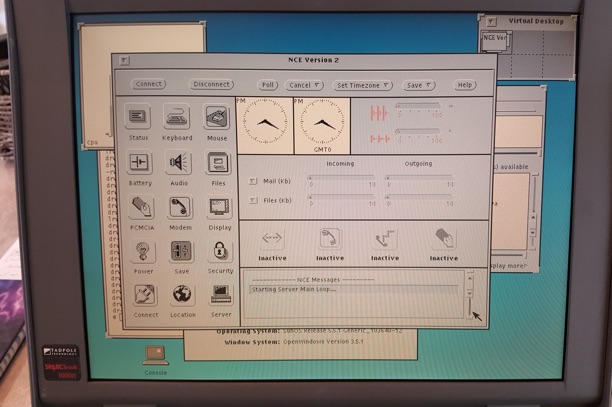 Virtual Desktop
NCE Ver
NCE Version 2
Connect
Disconnect
Poll
Cancel
Set Timezone
Save
Help
PM
PM
GMT0
Status
Keyboard
Mouse
Battery
Audio
Files
PCMCIA
Modem
Display
Power
Save
Security
Connect
Location
Server
Incoming
Outgoing
Mail (Kb)
0 10
0 10
Files (Kb)
0 10
0 10
Inactive
Inactive
Inactive
Inactive
NCE Messages
Starting Server Main Loop...
cpa
) available
play more
Operating System: SunOS Release 5.5.1 Generic_103640-12
Window System: OpenWindows Version 3.5.1
Console
TADPOLE
TECHNOLOGY